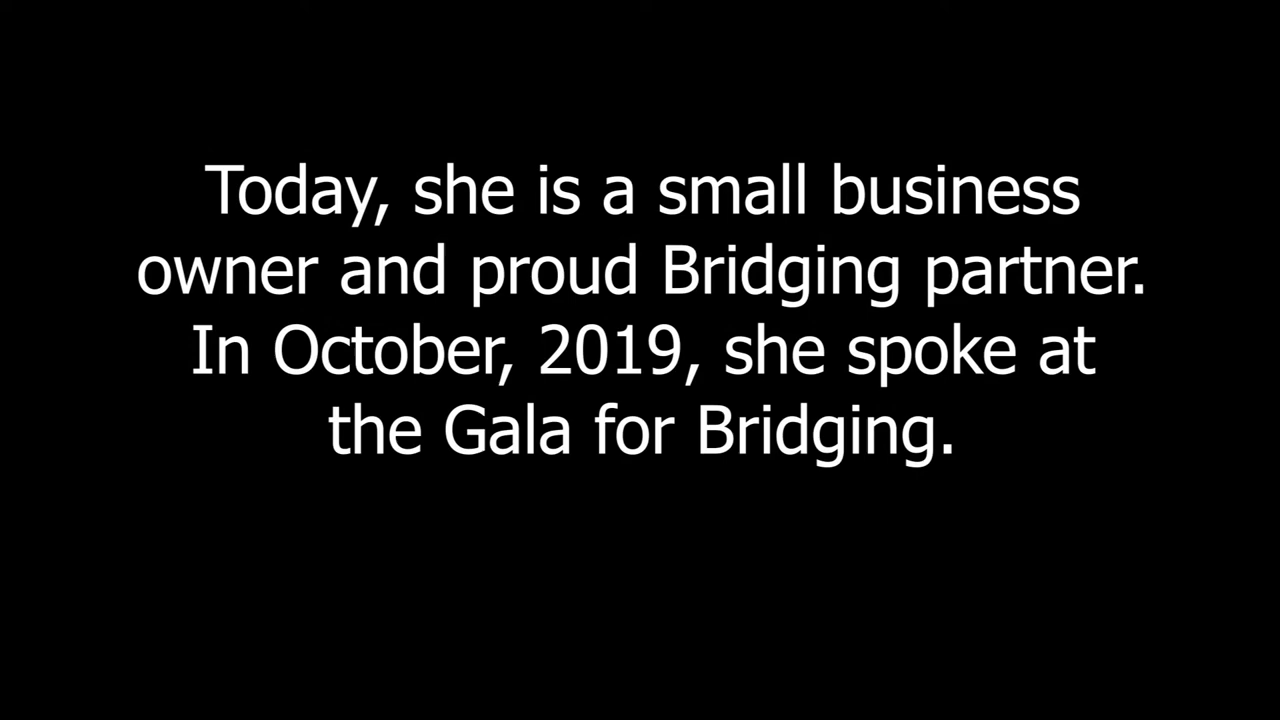 Today, she is a small business
owner and proud Bridging partner.
In October, 2019, she spoke at
the Gala for Bridging.